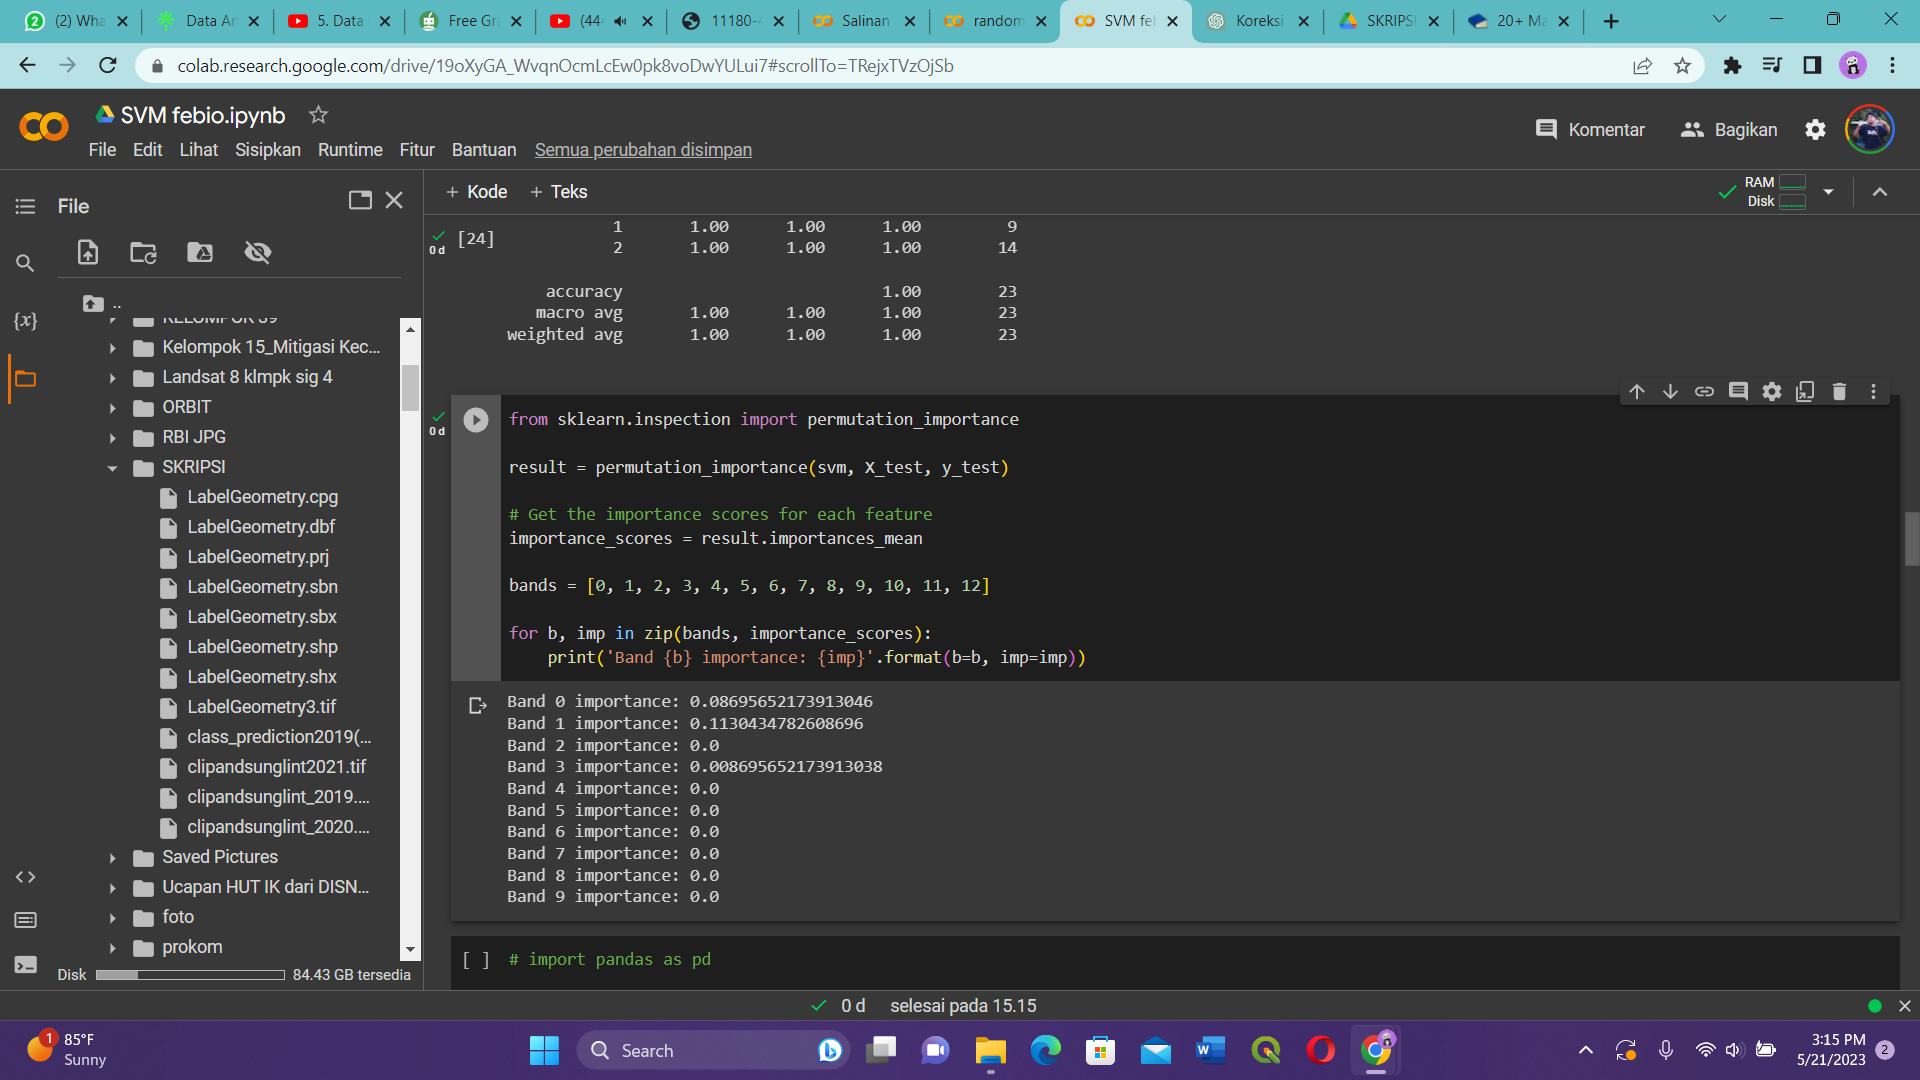 (2) Wha
Data An
5. Data
Free Gr
(44
11180-
Salinan
random
SVM fel
Koreksi
SKRIPSI
20+ Ma
colab.research.google.com/drive/19oXyGA_WvqnOcmLcEw0pk8voDwYULui7#scrollTo=TRejxTVzOjSb
SVM febio.ipynb
File Edit Lihat Sisipkan Runtime Fitur Bantuan Semua perubahan disimpan
Komentar
Bagikan
File
+ Kode + Teks
RAM
Disk
..
Kelompok 15_Mitigasi Kec...
Landsat 8 klmpk sig 4
ORBIT
RBI JPG
SKRIPSI
LabelGeometry.cpg
LabelGeometry.dbf
LabelGeometry.prj
LabelGeometry.sbn
LabelGeometry.sbx
LabelGeometry.shp
LabelGeometry.shx
LabelGeometry3.tif
class_prediction2019(...
clipandsunglint2021.tif
clipandsunglint_2019....
clipandsunglint_2020....
Saved Pictures
Ucapan HUT IK dari DISN...
foto
prokom
Disk 84.43 GB tersedia
0 d [24]
1 1.00 1.00 1.00 9
2 1.00 1.00 1.00 14
accuracy 1.00 23
macro avg 1.00 1.00 1.00 23
weighted avg 1.00 1.00 1.00 23
0 d
from sklearn.inspection import permutation_importance
result = permutation_importance(svm, X_test, y_test)
# Get the importance scores for each feature
importance_scores = result.importances_mean
bands = [0, 1, 2, 3, 4, 5, 6, 7, 8, 9, 10, 11, 12]
for b, imp in zip(bands, importance_scores):
print('Band {b} importance: {imp}'.format(b=b, imp=imp))
Band 0 importance: 0.08695652173913046
Band 1 importance: 0.1130434782608696
Band 2 importance: 0.0
Band 3 importance: 0.008695652173913038
Band 4 importance: 0.0
Band 5 importance: 0.0
Band 6 importance: 0.0
Band 7 importance: 0.0
Band 8 importance: 0.0
Band 9 importance: 0.0
[ ] # import pandas as pd
0 d selesai pada 15.15
1
85°F
Sunny
Search
3:15 PM
5/21/2023
2